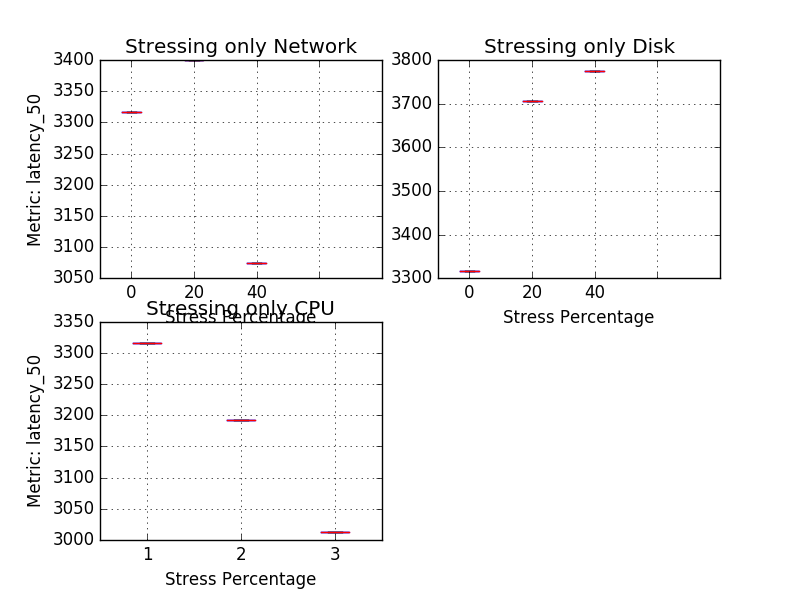 Stressing only Network
Metric: latency_50
3400
3350
3300
3250
3200
3150
3100
3050
0 20 40
Stress Percentage
Stressing only Disk
3800
3700
3600
3500
3400
3300
0 20 40
Stress Percentage
Stressing only CPU
Metric: latency_50
3350
3300
3250
3200
3150
3100
3050
3000
1 2 3
Stress Percentage